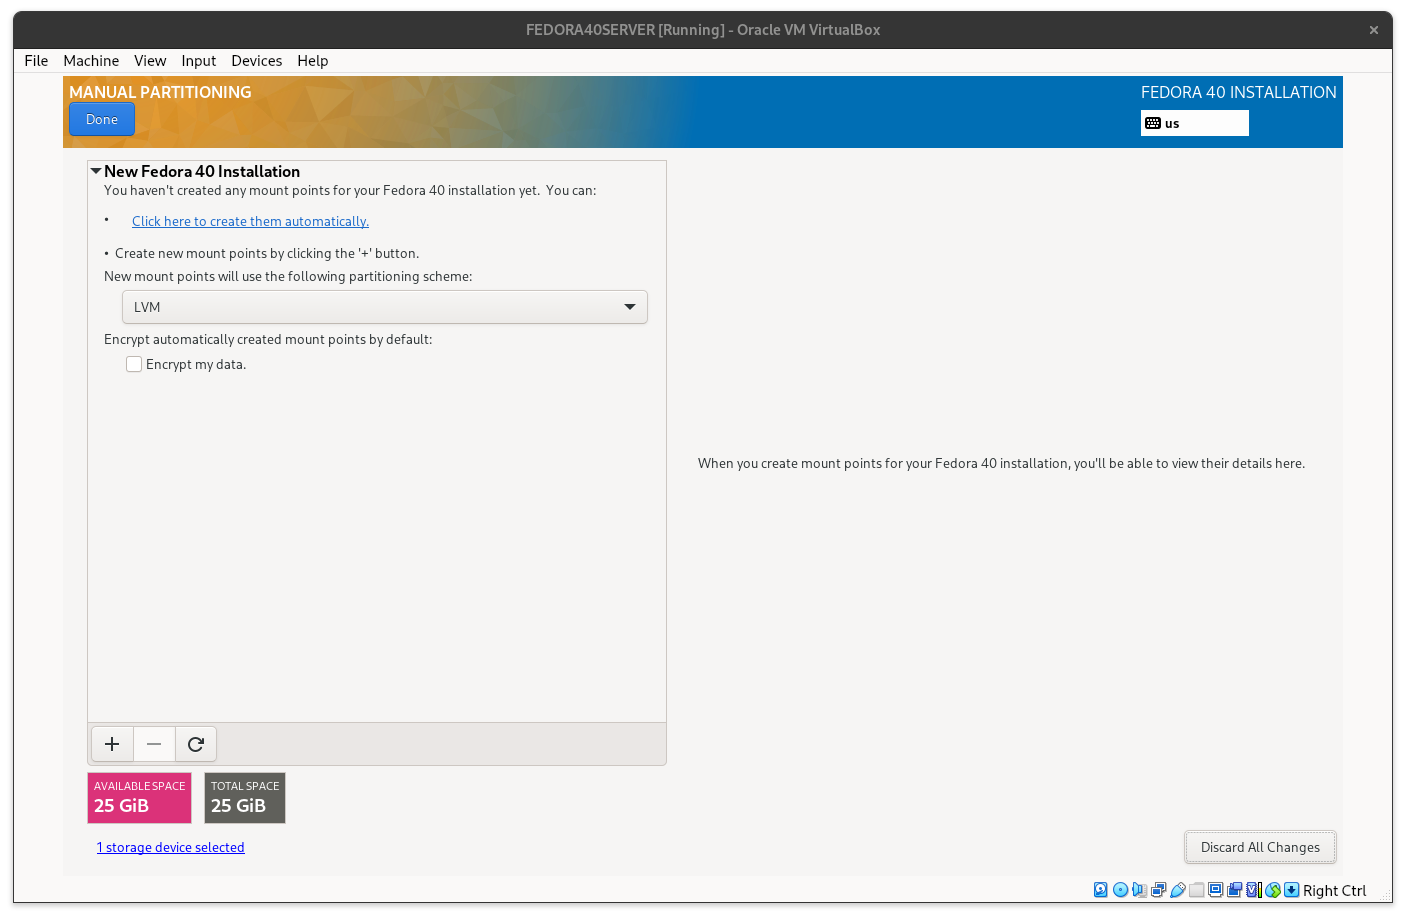 FEDORA40SERVER [Running] - Oracle VM VirtualBox
File Machine View Input Devices Help
MANUAL PARTITIONING
FEDORA 40 INSTALLATION
Done
us
New Fedora 40 Installation
You haven't created any mount points for your Fedora 40 installation yet.  You can:
• Click here to create them automatically.
• Create new mount points by clicking the '+' button.
New mount points will use the following partitioning scheme:
LVM
Encrypt automatically created mount points by default:
Encrypt my data.
When you create mount points for your Fedora 40 installation, you'll be able to view their details here.
AVAILABLE SPACE
25 GiB
TOTAL SPACE
25 GiB
1 storage device selected
Discard All Changes
Right Ctrl